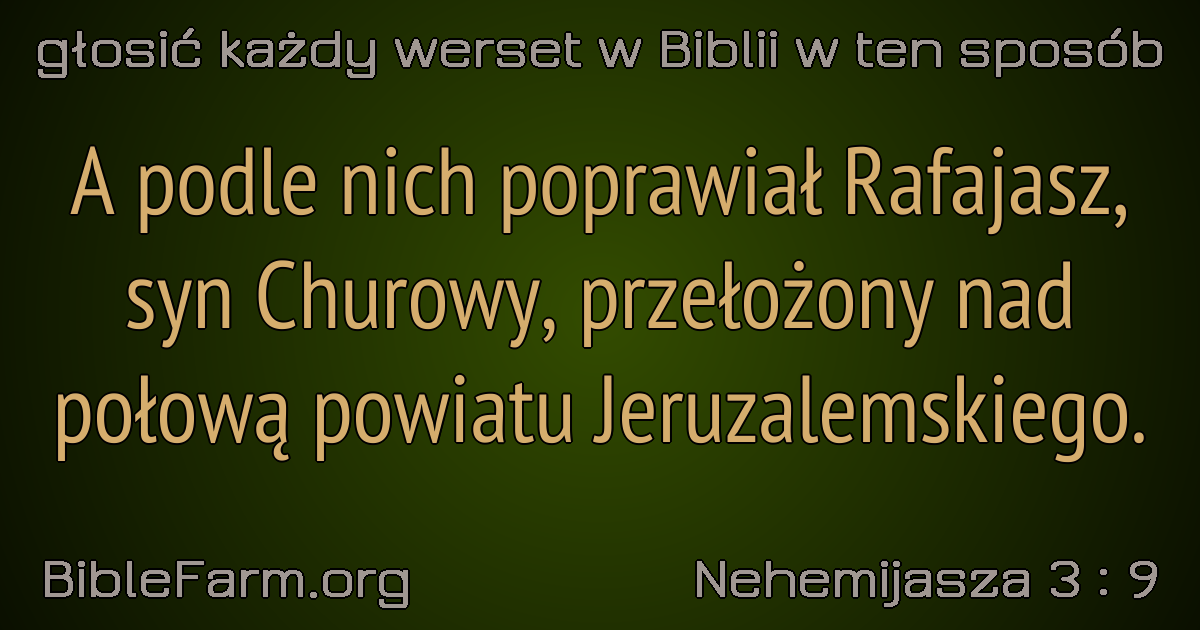 głosić każdy werset w Biblii w ten sposób
A podle nich poprawiał Rafajasz,
syn Churowy, przełożony nad
połową powiatu Jeruzalemskiego.
BibleFarm.org
Nehemijasza 3 : 9